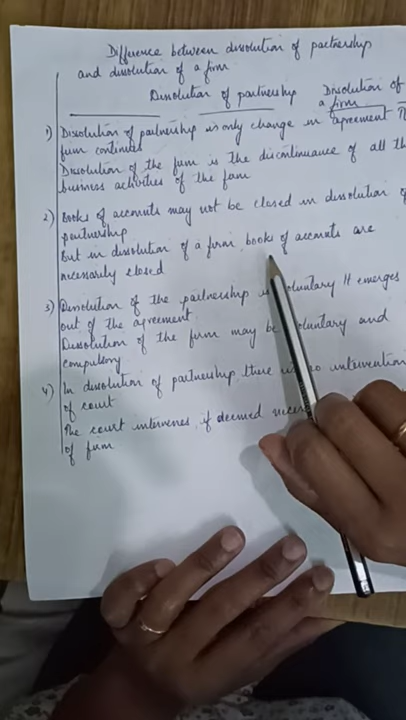 Difference between dissolution of partnership
and dissolution of a firm
Dissolution of partnership Dissolution of
a firm
1) Dissolution of partnership is only change in agreement
firm continues
Dissolution of the firm is the discontinuance of all
business activities of the firm
2) Books of accounts may not be closed in dissolution of
partnership
But in dissolution of a firm books of accounts are
necessarily closed
3) Dissolution of the partnership is voluntary It emerges
out of the agreement
Dissolution of the firm may be voluntary and
compulsory
4) In dissolution of partnership there is no intervention
of court
The court intervenes if deemed
of firm